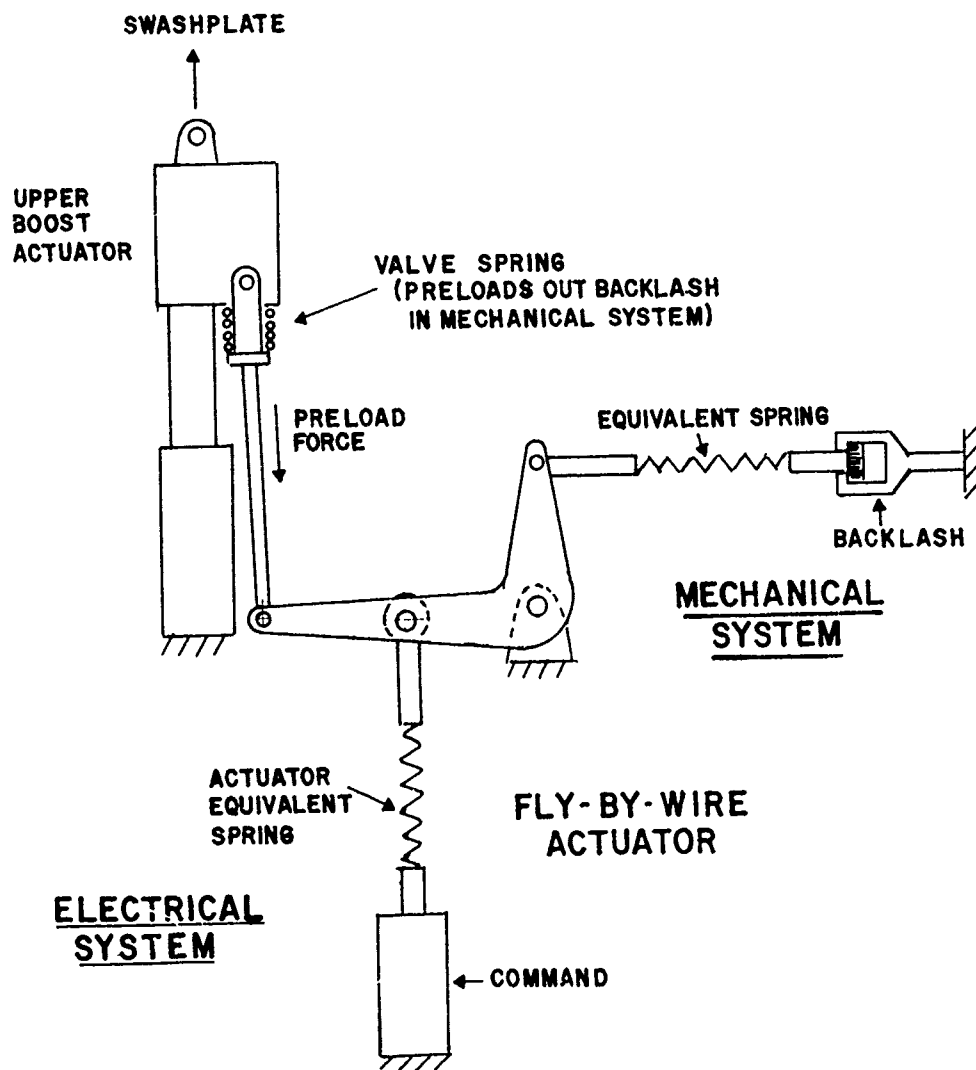 SWASHPLATE
UPPER
BOOST
ACTUATOR
VALVE SPRING
(PRELOADS OUT BACKLASH
IN MECHANICAL SYSTEM)
PRELOAD
FORCE
EQUIVALENT SPRING
BACKLASH
MECHANICAL
SYSTEM
ACTUATOR
EQUIVALENT
SPRING
FLY-BY-WIRE
ACTUATOR
ELECTRICAL
SYSTEM
COMMAND